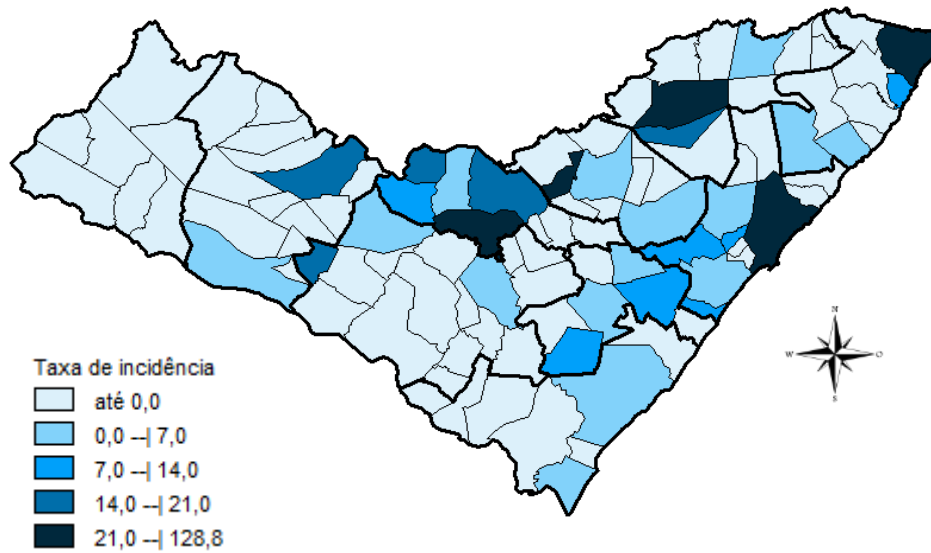 N
W
O
S
Taxa de incidência
até 0,0
0,0 --| 7,0
7,0 --| 14,0
14,0 --| 21,0
21,0 --| 128,8